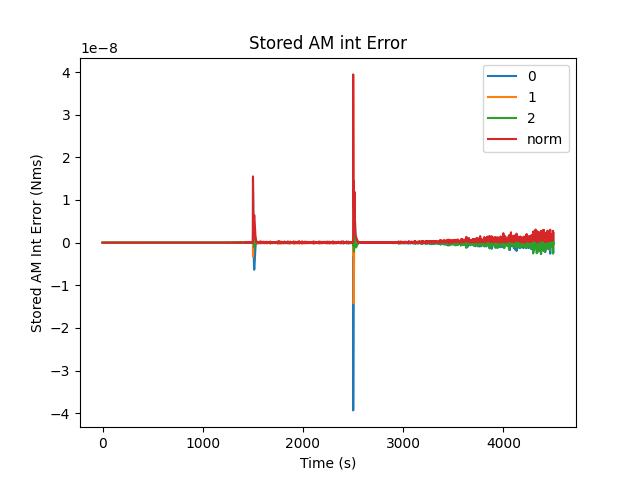 Stored AM int Error
1e−8
4
3
2
1
0
−1
−2
−3
−4
Stored AM Int Error (Nms)
0
1
2
norm
0 1000 2000 3000 4000
Time (s)